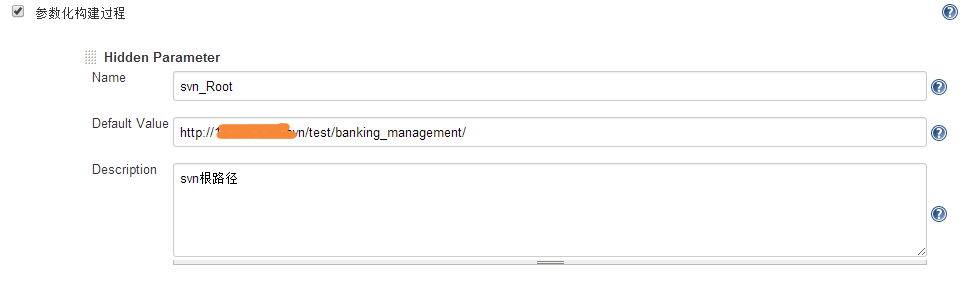 参数化构建过程
Hidden Parameter
Name
svn_Root
Default Value
http://1 vn/test/banking_management/
Description
svn根路径